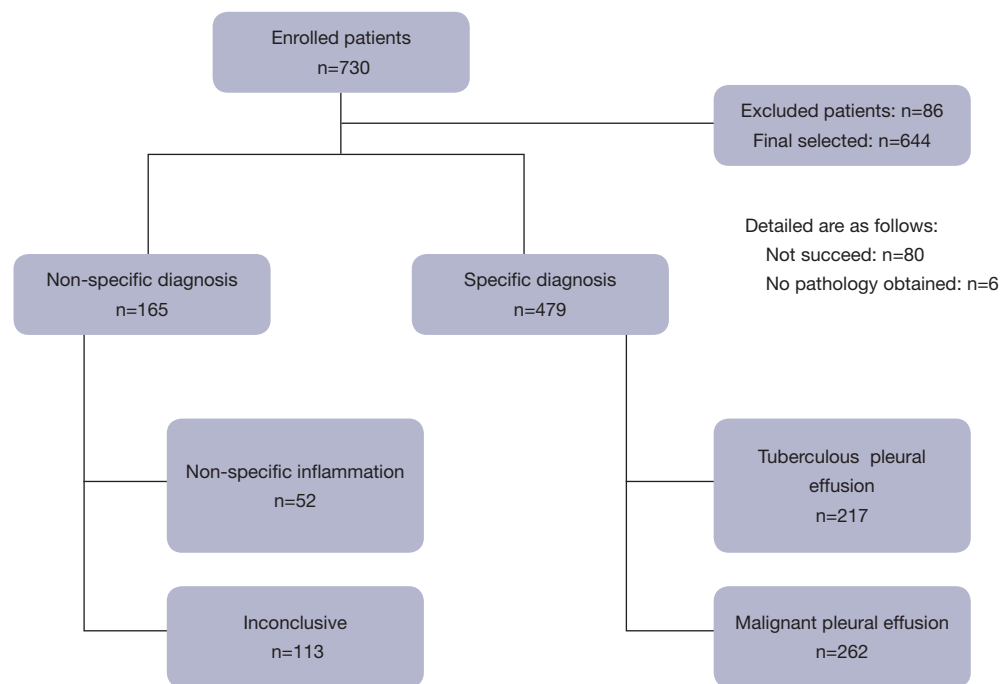 Enrolled patients
n=730
Excluded patients: n=86
Final selected: n=644
Detailed are as follows:
Not succeed: n=80
No pathology obtained: n=6
Non-specific diagnosis
n=165
Specific diagnosis
n=479
Non-specific inflammation
n=52
Tuberculous pleural
effusion
n=217
Inconclusive
n=113
Malignant pleural effusion
n=262